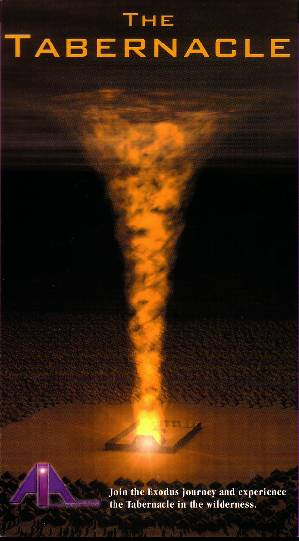 THE
TABERNACLE
Join the Exodus journey and experience
the Tabernacle in the wilderness.